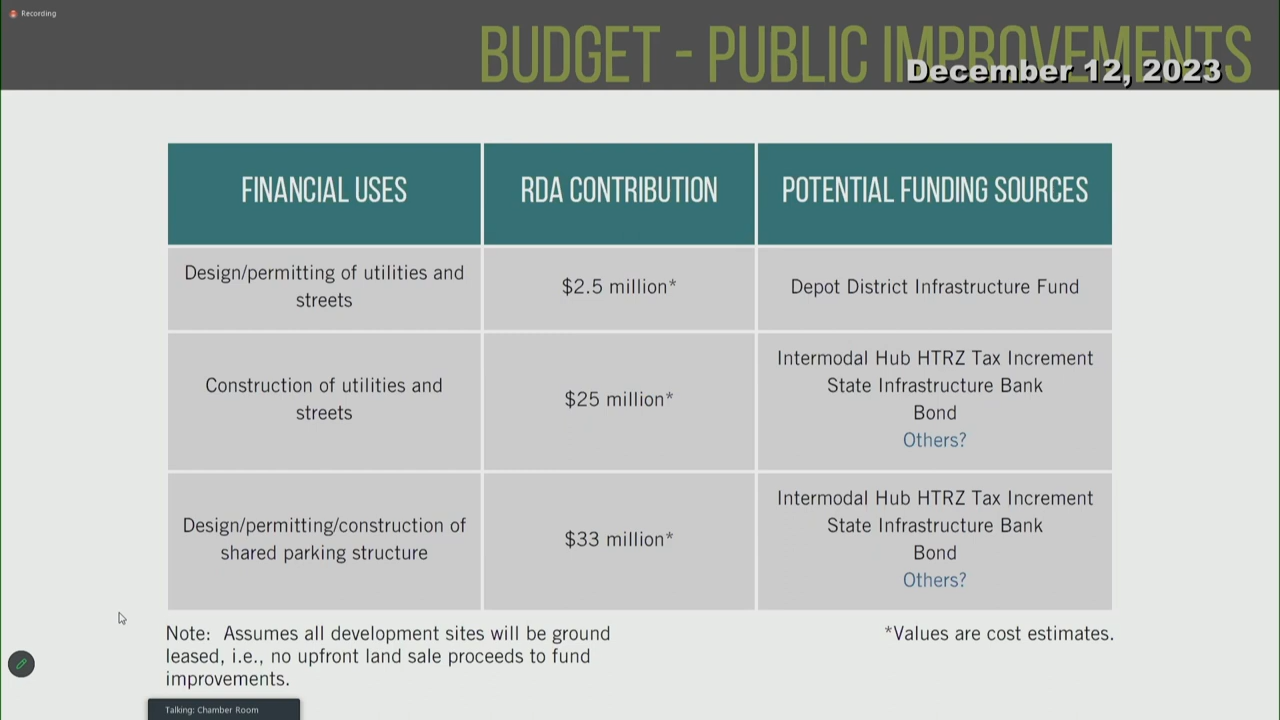 Recording
BUDGET - PUBLIC IMPROVEMENTS
December 12, 2023
FINANCIAL USES
RDA CONTRIBUTION
POTENTIAL FUNDING SOURCES
Design/permitting of utilities and
streets
$2.5 million*
Depot District Infrastructure Fund
Construction of utilities and
streets
$25 million*
Intermodal Hub HTRZ Tax Increment
State Infrastructure Bank
Bond
Others?
Design/permitting/construction of
shared parking structure
$33 million*
Intermodal Hub HTRZ Tax Increment
State Infrastructure Bank
Bond
Others?
Note: Assumes all development sites will be ground
leased, i.e., no upfront land sale proceeds to fund
improvements.
*Values are cost estimates.
Talking: Chamber Room